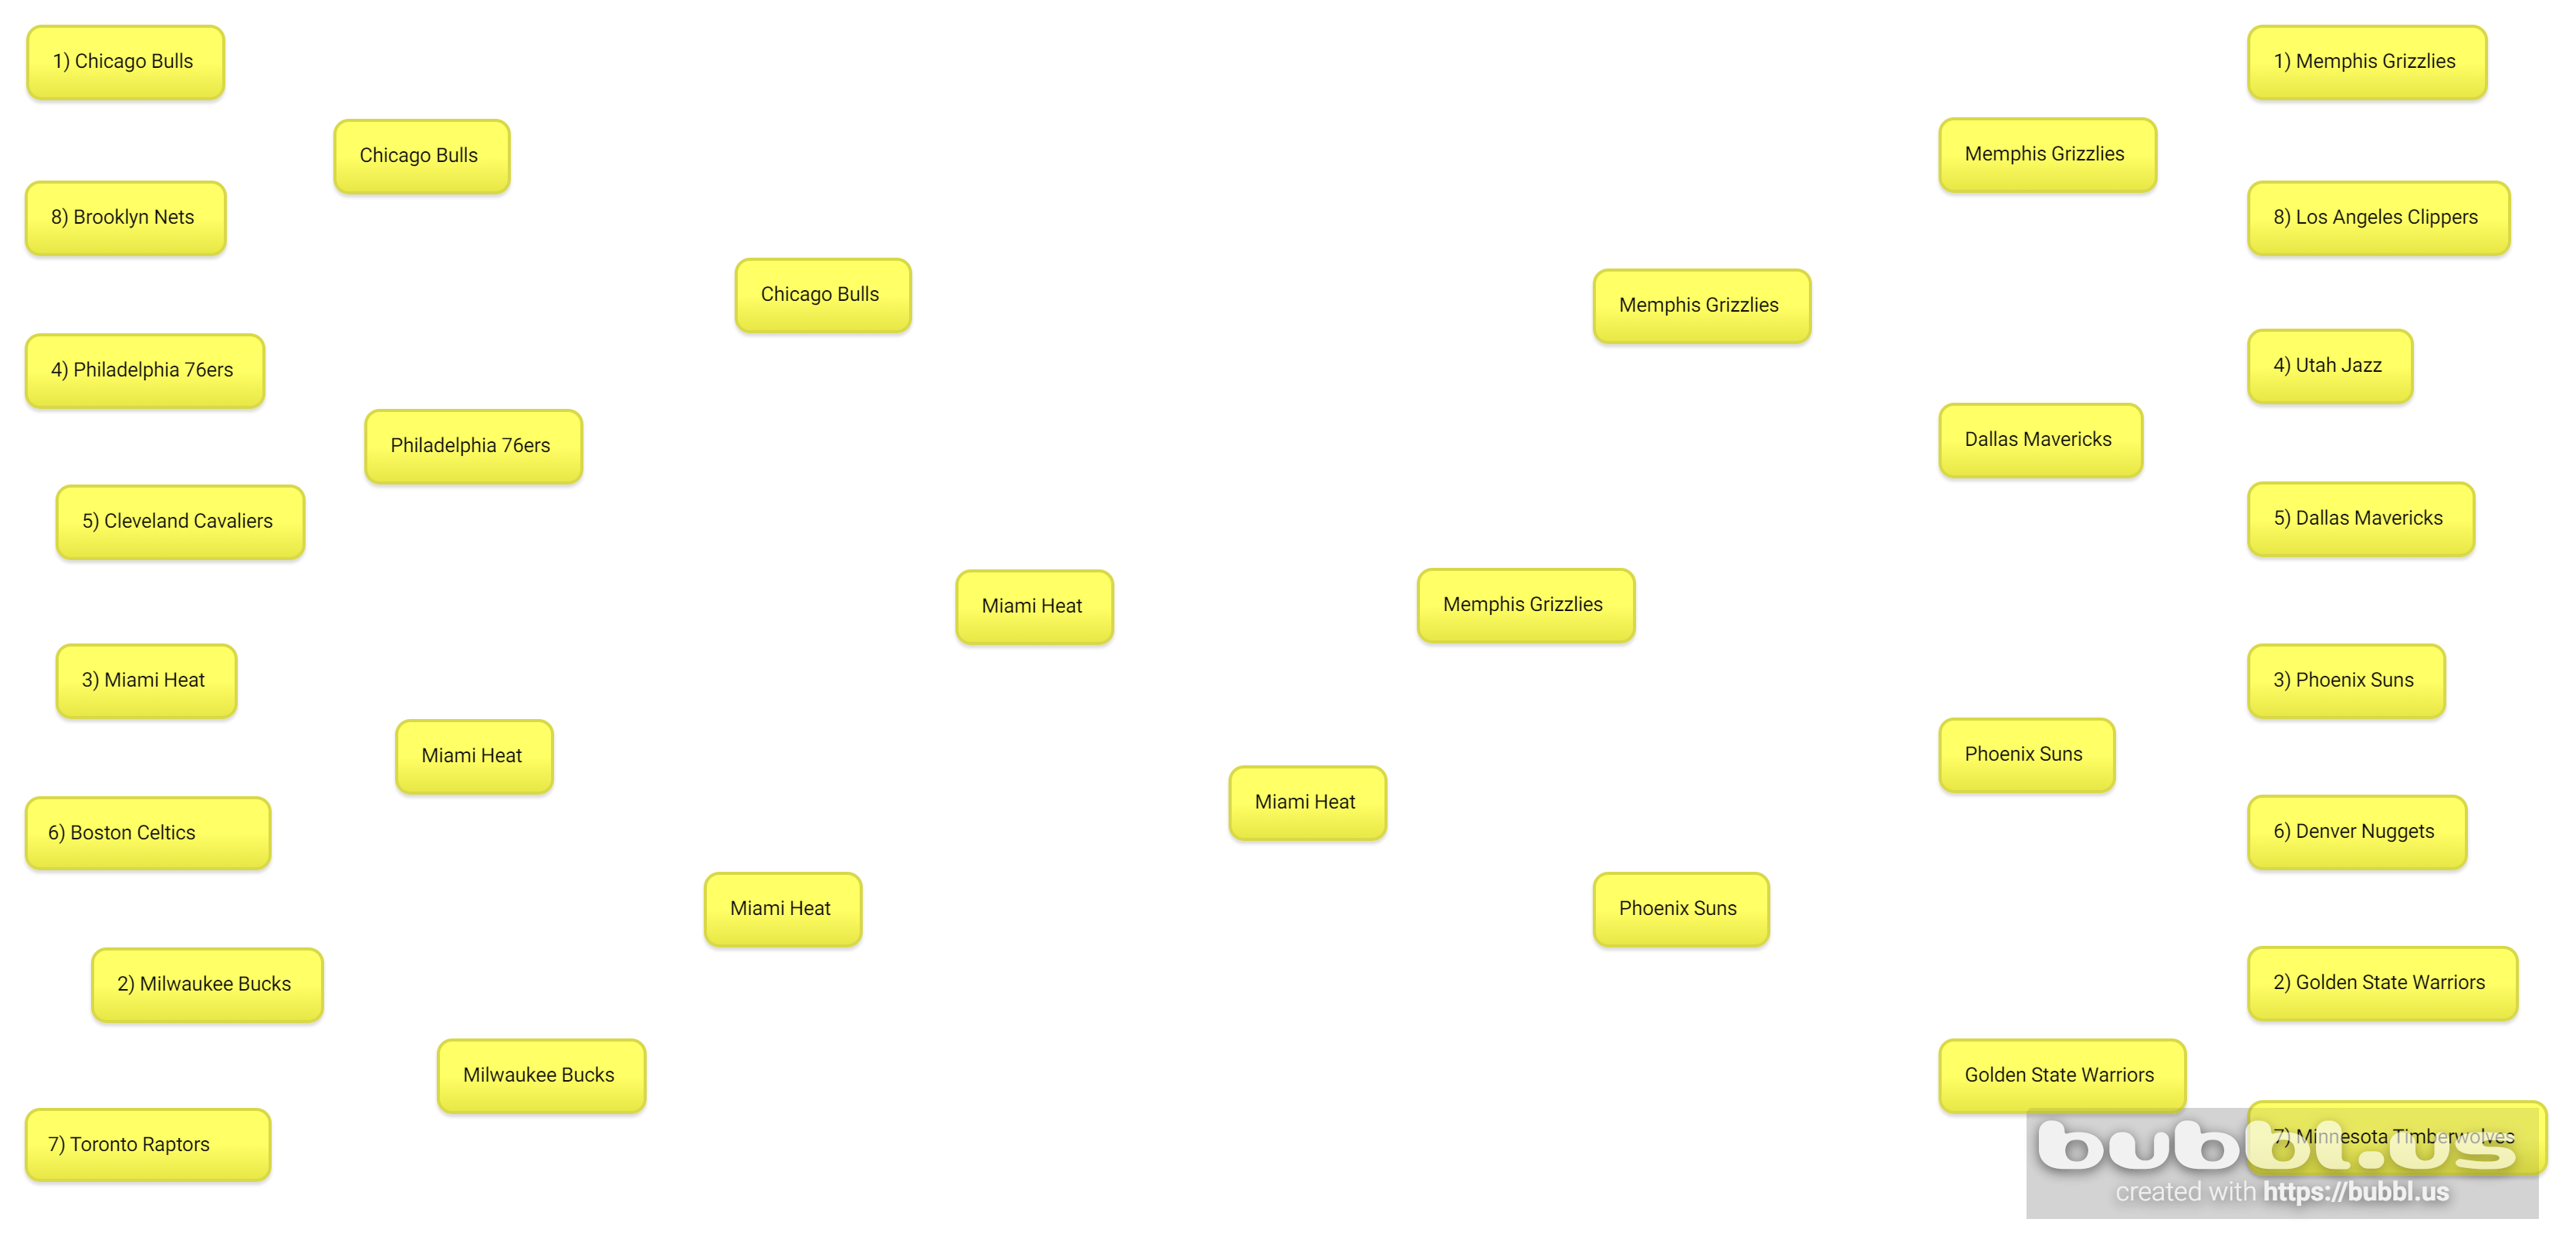 1) Chicago Bulls
8) Brooklyn Nets
4) Philadelphia 76ers
5) Cleveland Cavaliers
3) Miami Heat
6) Boston Celtics
2) Milwaukee Bucks
7) Toronto Raptors
Chicago Bulls
Philadelphia 76ers
Miami Heat
Milwaukee Bucks
Chicago Bulls
Miami Heat
Miami Heat
Miami Heat
Memphis Grizzlies
Memphis Grizzlies
Phoenix Suns
Memphis Grizzlies
Dallas Mavericks
Phoenix Suns
Golden State Warriors
1) Memphis Grizzlies
8) Los Angeles Clippers
4) Utah Jazz
5) Dallas Mavericks
3) Phoenix Suns
6) Denver Nuggets
2) Golden State Warriors
7) Minnesota Timberwolves
bubbl.us
created with https://bubbl.us